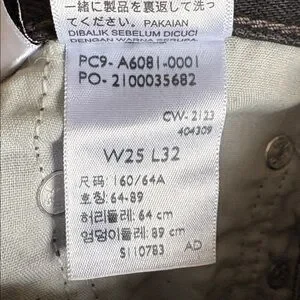 一緒に製品を裏返して洗っ
てください。PAKAIAN
DIBALIK SEBELUM DICUCI
DENGAN WARNA
PC9- A6081-0001
PO- 2100035682
CW- 2123
404309
W25 L32
尺码: 160/64A
호칭: 64-89
허리둘레: 64 cm
엉덩이둘레: 89 cm
S110783 AD